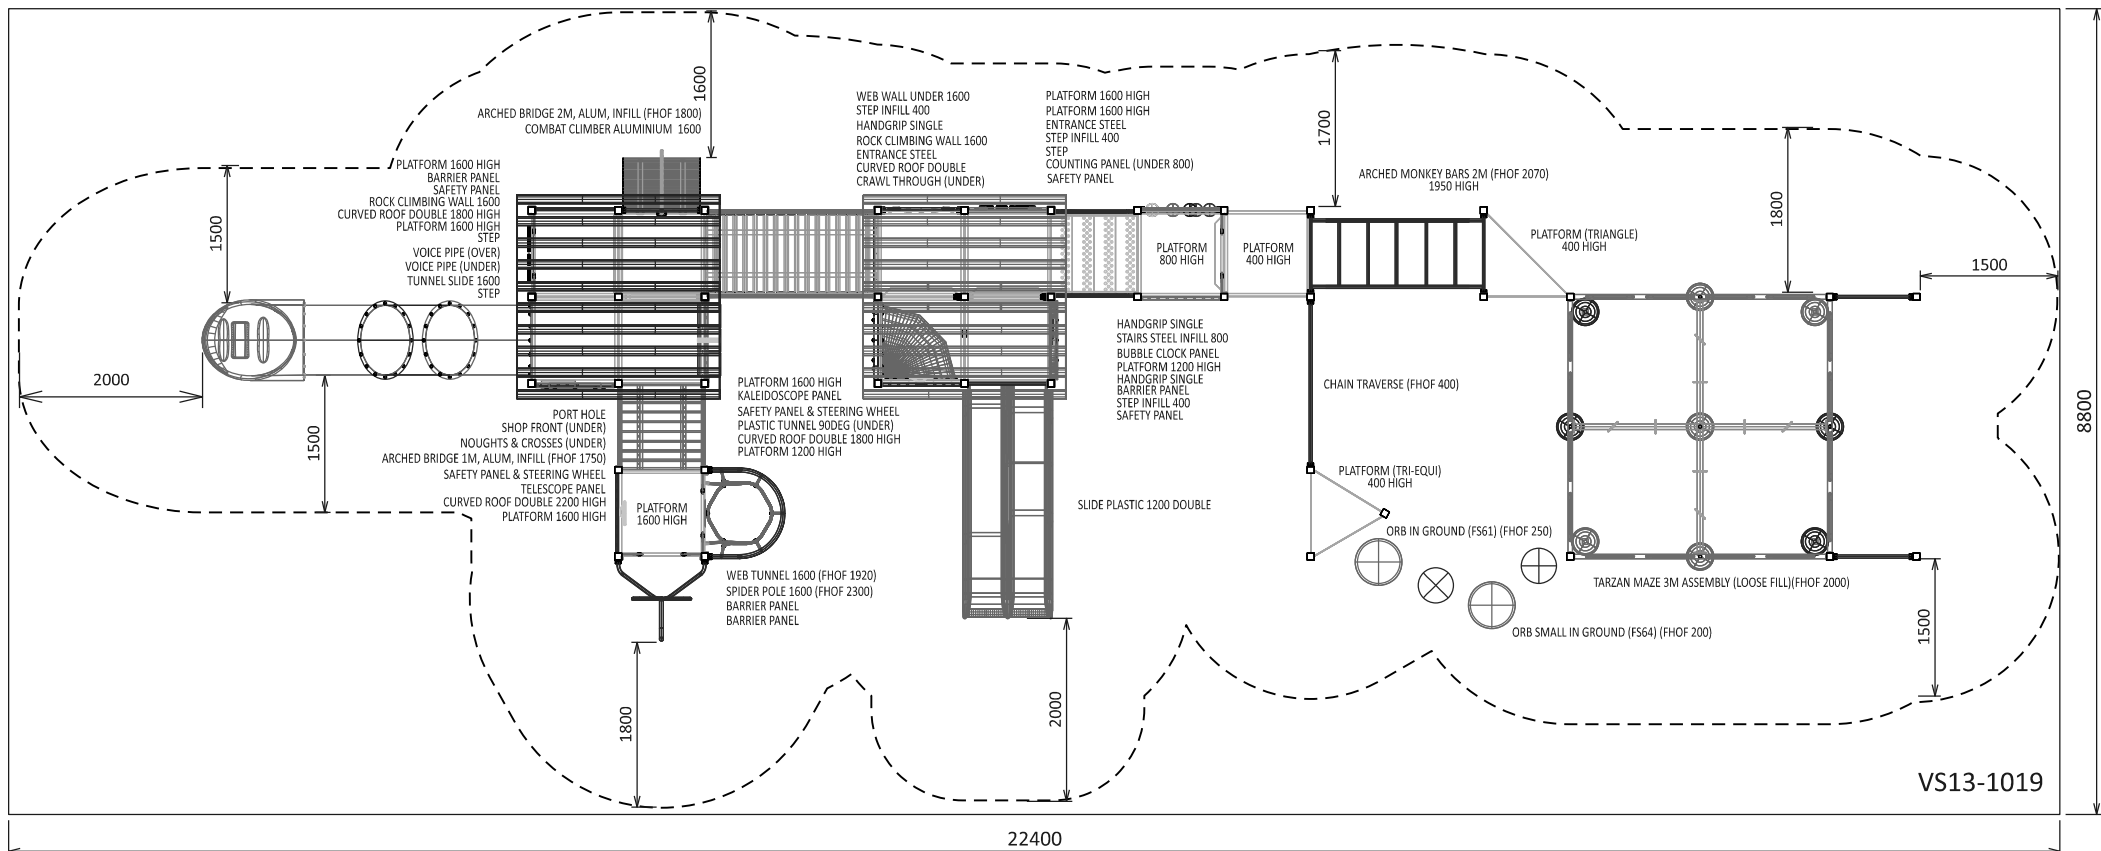 1600
ARCHED BRIDGE 2M, ALUM, INFILL (FHOF 1800)
COMBAT CLIMBER ALUMINIUM 1600
PLATFORM 1600 HIGH
BARRIER PANEL
SAFETY PANEL
ROCK CLIMBING WALL 1600
CURVED ROOF DOUBLE 1800 HIGH
PLATFORM 1600 HIGH
STEP
VOICE PIPE (OVER)
VOICE PIPE (UNDER)
TUNNEL SLIDE 1600
STEP
1500
2000
1500
WEB WALL UNDER 1600
STEP INFILL 400
HANDGRIP SINGLE
ROCK CLIMBING WALL 1600
ENTRANCE STEEL
CURVED ROOF DOUBLE
CRAWL THROUGH (UNDER)
PLATFORM 1600 HIGH
PLATFORM 1600 HIGH
ENTRANCE STEEL
STEP INFILL 400
STEP
COUNTING PANEL (UNDER 800)
SAFETY PANEL
1700
ARCHED MONKEY BARS 2M (FHOF 2070)
1950 HIGH
1800
PLATFORM (TRIANGLE)
400 HIGH
1500
PLATFORM
800 HIGH
PLATFORM
400 HIGH
HANDGRIP SINGLE
STAIRS STEEL INFILL 800
BUBBLE CLOCK PANEL
PLATFORM 1200 HIGH
HANDGRIP SINGLE
BARRIER PANEL
STEP INFILL 400
SAFETY PANEL
CHAIN TRAVERSE (FHOF 400)
8800
PLATFORM 1600 HIGH
KALEIDOSCOPE PANEL
SAFETY PANEL & STEERING WHEEL
PLASTIC TUNNEL 90DEG (UNDER)
CURVED ROOF DOUBLE 1800 HIGH
PLATFORM 1200 HIGH
PORT HOLE
SHOP FRONT (UNDER)
NOUGHTS & CROSSES (UNDER)
ARCHED BRIDGE 1M, ALUM, INFILL (FHOF 1750)
SAFETY PANEL & STEERING WHEEL
TELESCOPE PANEL
CURVED ROOF DOUBLE 2200 HIGH
PLATFORM 1600 HIGH
PLATFORM
1600 HIGH
SLIDE PLASTIC 1200 DOUBLE
PLATFORM (TRI-EQUI)
400 HIGH
ORB IN GROUND (FS61) (FHOF 250)
TARZAN MAZE 3M ASSEMBLY (LOOSE FILL)(FHOF 2000)
ORB SMALL IN GROUND (FS64) (FHOF 200)
1500
WEB TUNNEL 1600 (FHOF 1920)
SPIDER POLE 1600 (FHOF 2300)
BARRIER PANEL
BARRIER PANEL
1800
2000
VS13-1019
22400